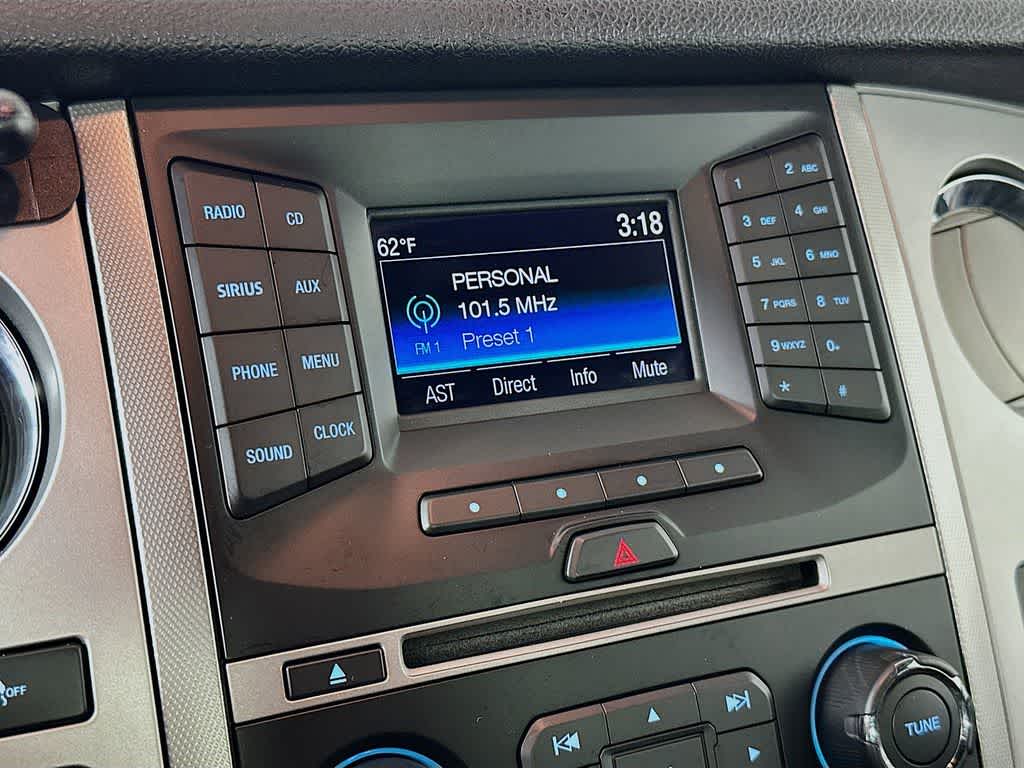 RADIO CD
SIRIUS AUX
PHONE MENU
SOUND CLOCK
62°F 3:18
PERSONAL
101.5 MHz
FM 1 Preset 1
AST Direct Info Mute
1 2 ABC
3 DEF 4 GHI
5 JKL 6 MNO
7 PQRS 8 TUV
9 WXYZ 0+
* #
OFF
TUNE